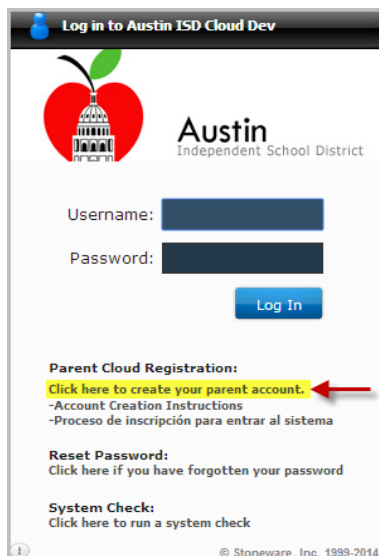 Log in to Austin ISD Cloud Dev
Austin
Independent School District
Username:
Password:
Log In
Parent Cloud Registration:
Click here to create your parent account.
-Account Creation Instructions
-Proceso de inscripción para entrar al sistema
Reset Password:
Click here if you have forgotten your password
System Check:
Click here to run a system check
© Stoneware, Inc. 1999-2014